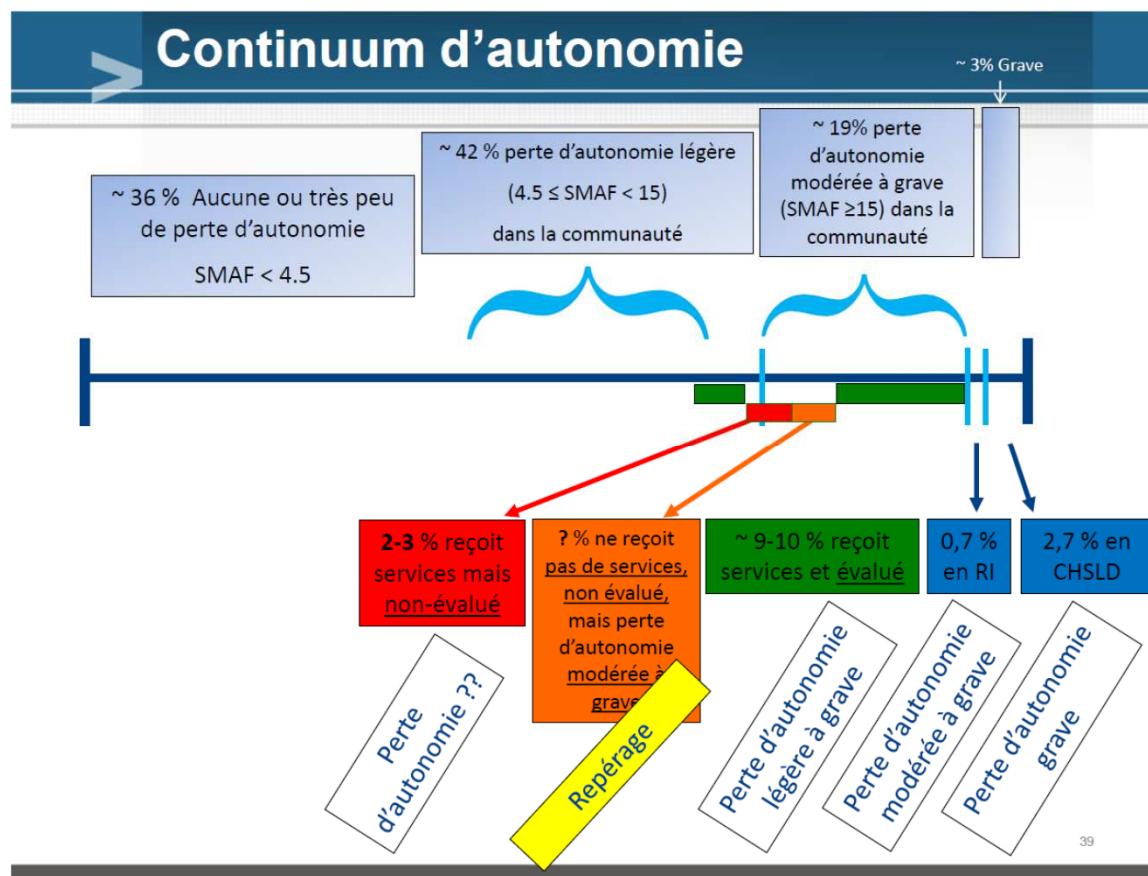 Continuum d’autonomie
~ 3% Grave
~ 36 % Aucune ou très peu
de perte d’autonomie
SMAF < 4.5
~ 42 % perte d’autonomie légère
(4.5 ≤ SMAF < 15)
dans la communauté
~ 19% perte
d’autonomie
modérée à grave
(SMAF ≥15) dans la
communauté
2-3 % reçoit
services mais
non-évalué
? % ne reçoit
pas de services,
non évalué,
mais perte
d’autonomie
modérée à
grave
~ 9-10 % reçoit
services et évalué
0,7 %
en RI
2,7 % en
CHSLD
Perte
d’autonomie ??
Repérage
Perte d’autonomie
légère à grave
Perte d’autonomie
modérée à grave
Perte d’autonomie
grave
39